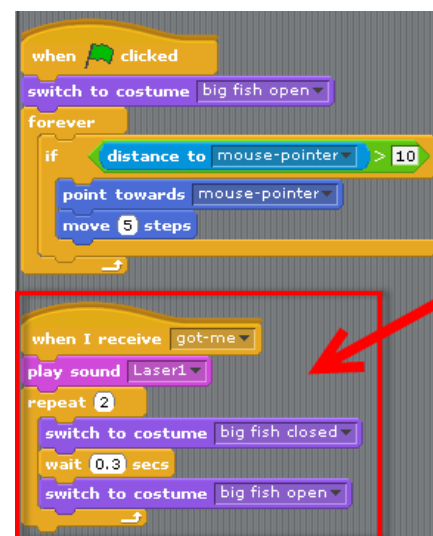 when clicked
switch to costume big fish open
forever
if distance to mouse-pointer > 10
point towards mouse-pointer
move 5 steps
when I receive got-me
play sound Laser1
repeat 2
switch to costume big fish closed
wait 0.3 secs
switch to costume big fish open